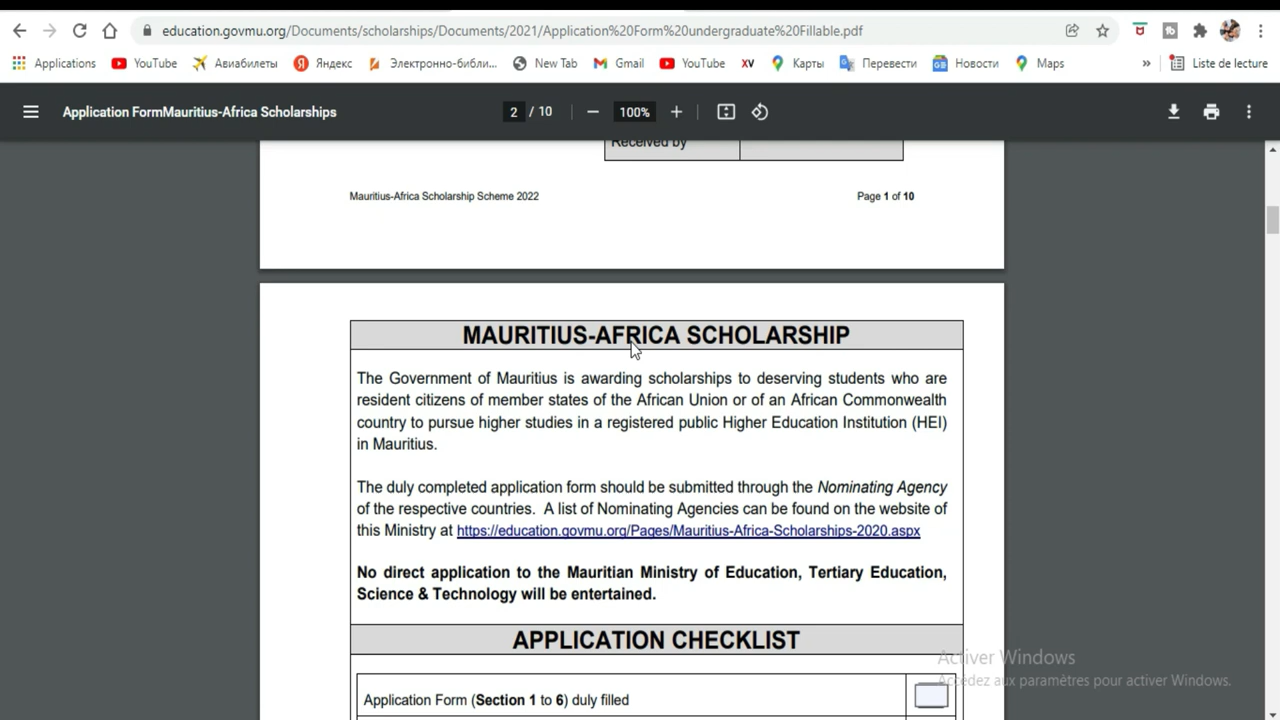 education.govmu.org/Documents/scholarships/Documents/2021/Application%20Form%20undergraduate%20Fillable.pdf
Applications YouTube Авиабилеты Яндекс Электронно-библи... New Tab Gmail YouTube XV Карты Перевести Новости Maps » Liste de lecture
Application FormMauritius-Africa Scholarships 2 / 10 — 100% +
Received by
Mauritius-Africa Scholarship Scheme 2022 Page 1 of 10
MAURITIUS-AFRICA SCHOLARSHIP
The Government of Mauritius is awarding scholarships to deserving students who are
resident citizens of member states of the African Union or of an African Commonwealth
country to pursue higher studies in a registered public Higher Education Institution (HEI)
in Mauritius.
The duly completed application form should be submitted through the Nominating Agency
of the respective countries. A list of Nominating Agencies can be found on the website of
this Ministry at https://education.govmu.org/Pages/Mauritius-Africa-Scholarships-2020.aspx
No direct application to the Mauritian Ministry of Education, Tertiary Education,
Science & Technology will be entertained.
APPLICATION CHECKLIST
Activer Windows
Accédez aux paramètres pour activer Windows.
Application Form (Section 1 to 6) duly filled